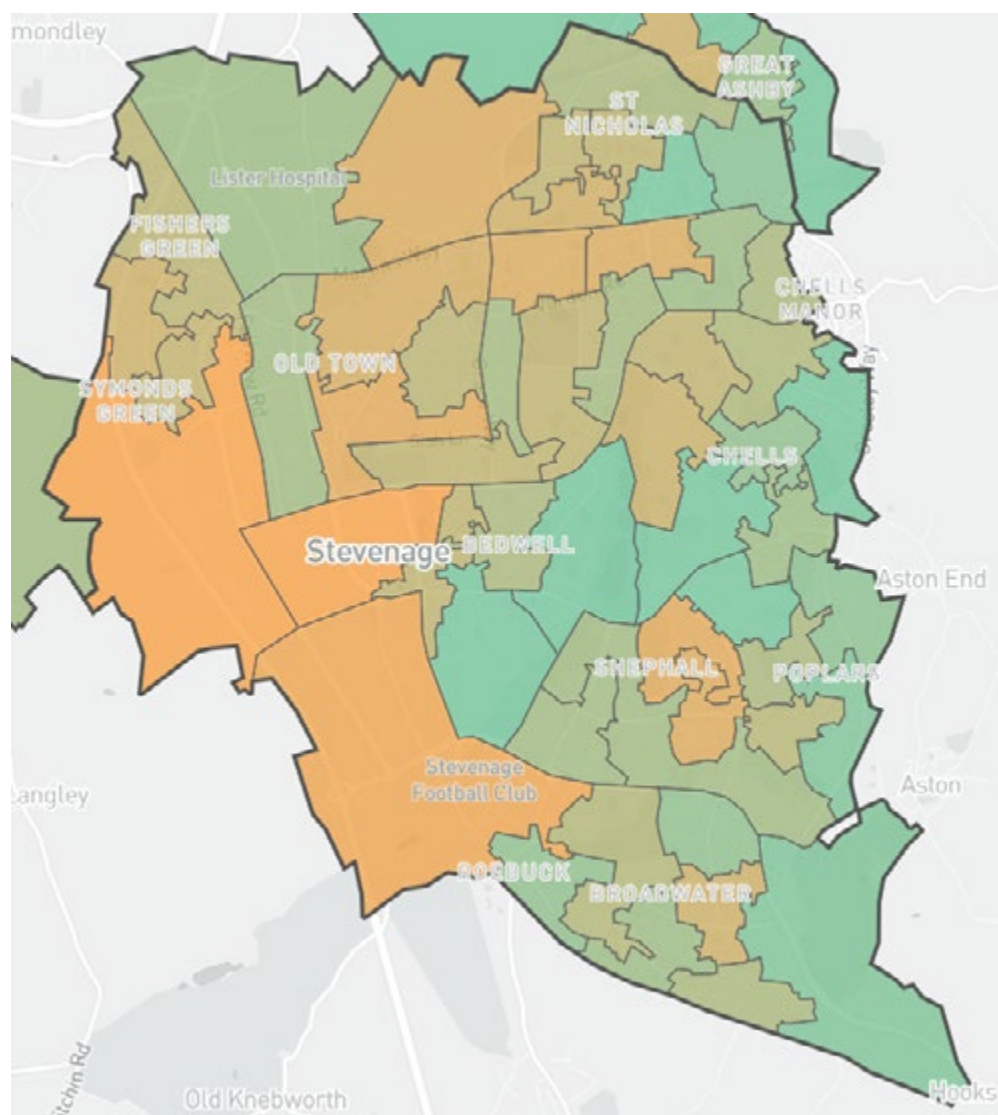 mondley
GREAT
ASHBY
ST
NICHOLAS
Lister Hospital
FISHERS
GREEN
CHELLS
MANOR
OLD TOWN
SYMONDS
GREEN
CHELLS
Stevenage
BEDWELL
Aston End
SHEPHALL
POPLARS
Stevenage
Football Club
Langley
Aston
ROEBUCK
BROADWATER
Old Knebworth
Hooks